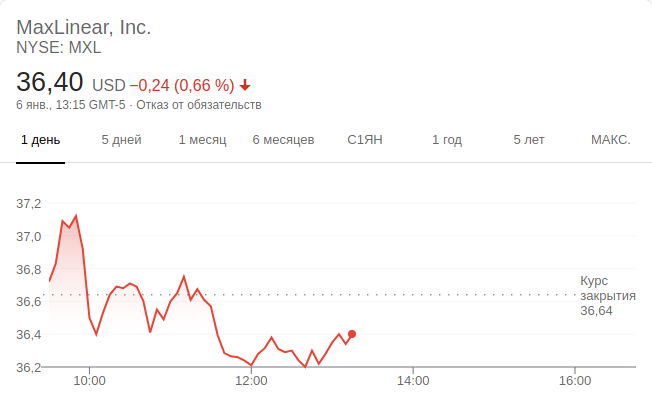 MaxLinear, Inc.
NYSE: MXL
36,40 USD −0,24 (0,66 %)
6 янв., 13:15 GMT-5 · Отказ от обязательств
1 день 5 дней 1 месяц 6 месяцев С1ЯН 1 год 5 лет МАКС.
37,2
37,0
36,8
36,6
36,4
36,2
Курс
закрытия
36,64
10:00 12:00 14:00 16:00